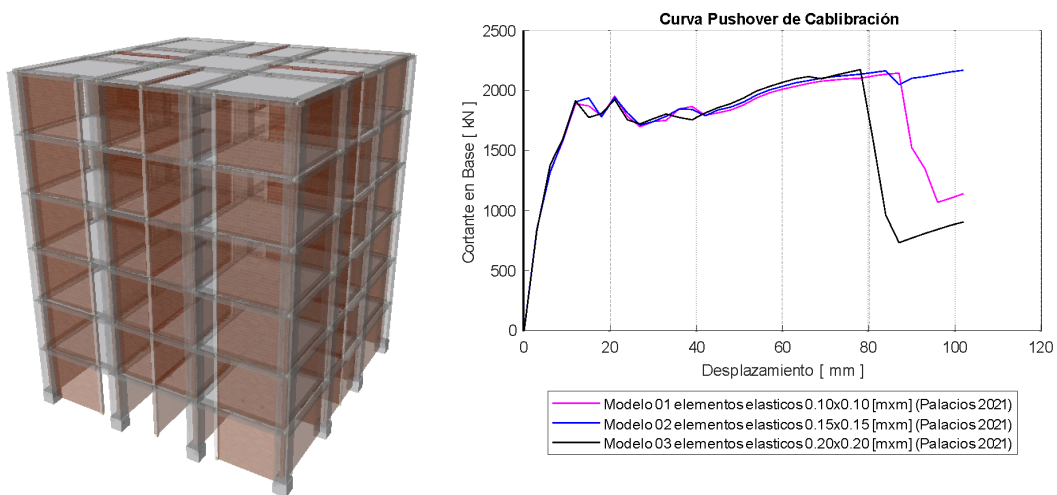 Curva Pushover de Cablibración
2500
2000
1500
1000
500
0
Cortante en Base [ kN ]
0 20 40 60 80 100 120
Desplazamiento [ mm ]
Modelo 01 elementos elasticos 0.10x0.10 [mxm] (Palacios 2021)
Modelo 02 elementos elasticos 0.15x0.15 [mxm] (Palacios 2021)
Modelo 03 elementos elasticos 0.20x0.20 [mxm] (Palacios 2021)